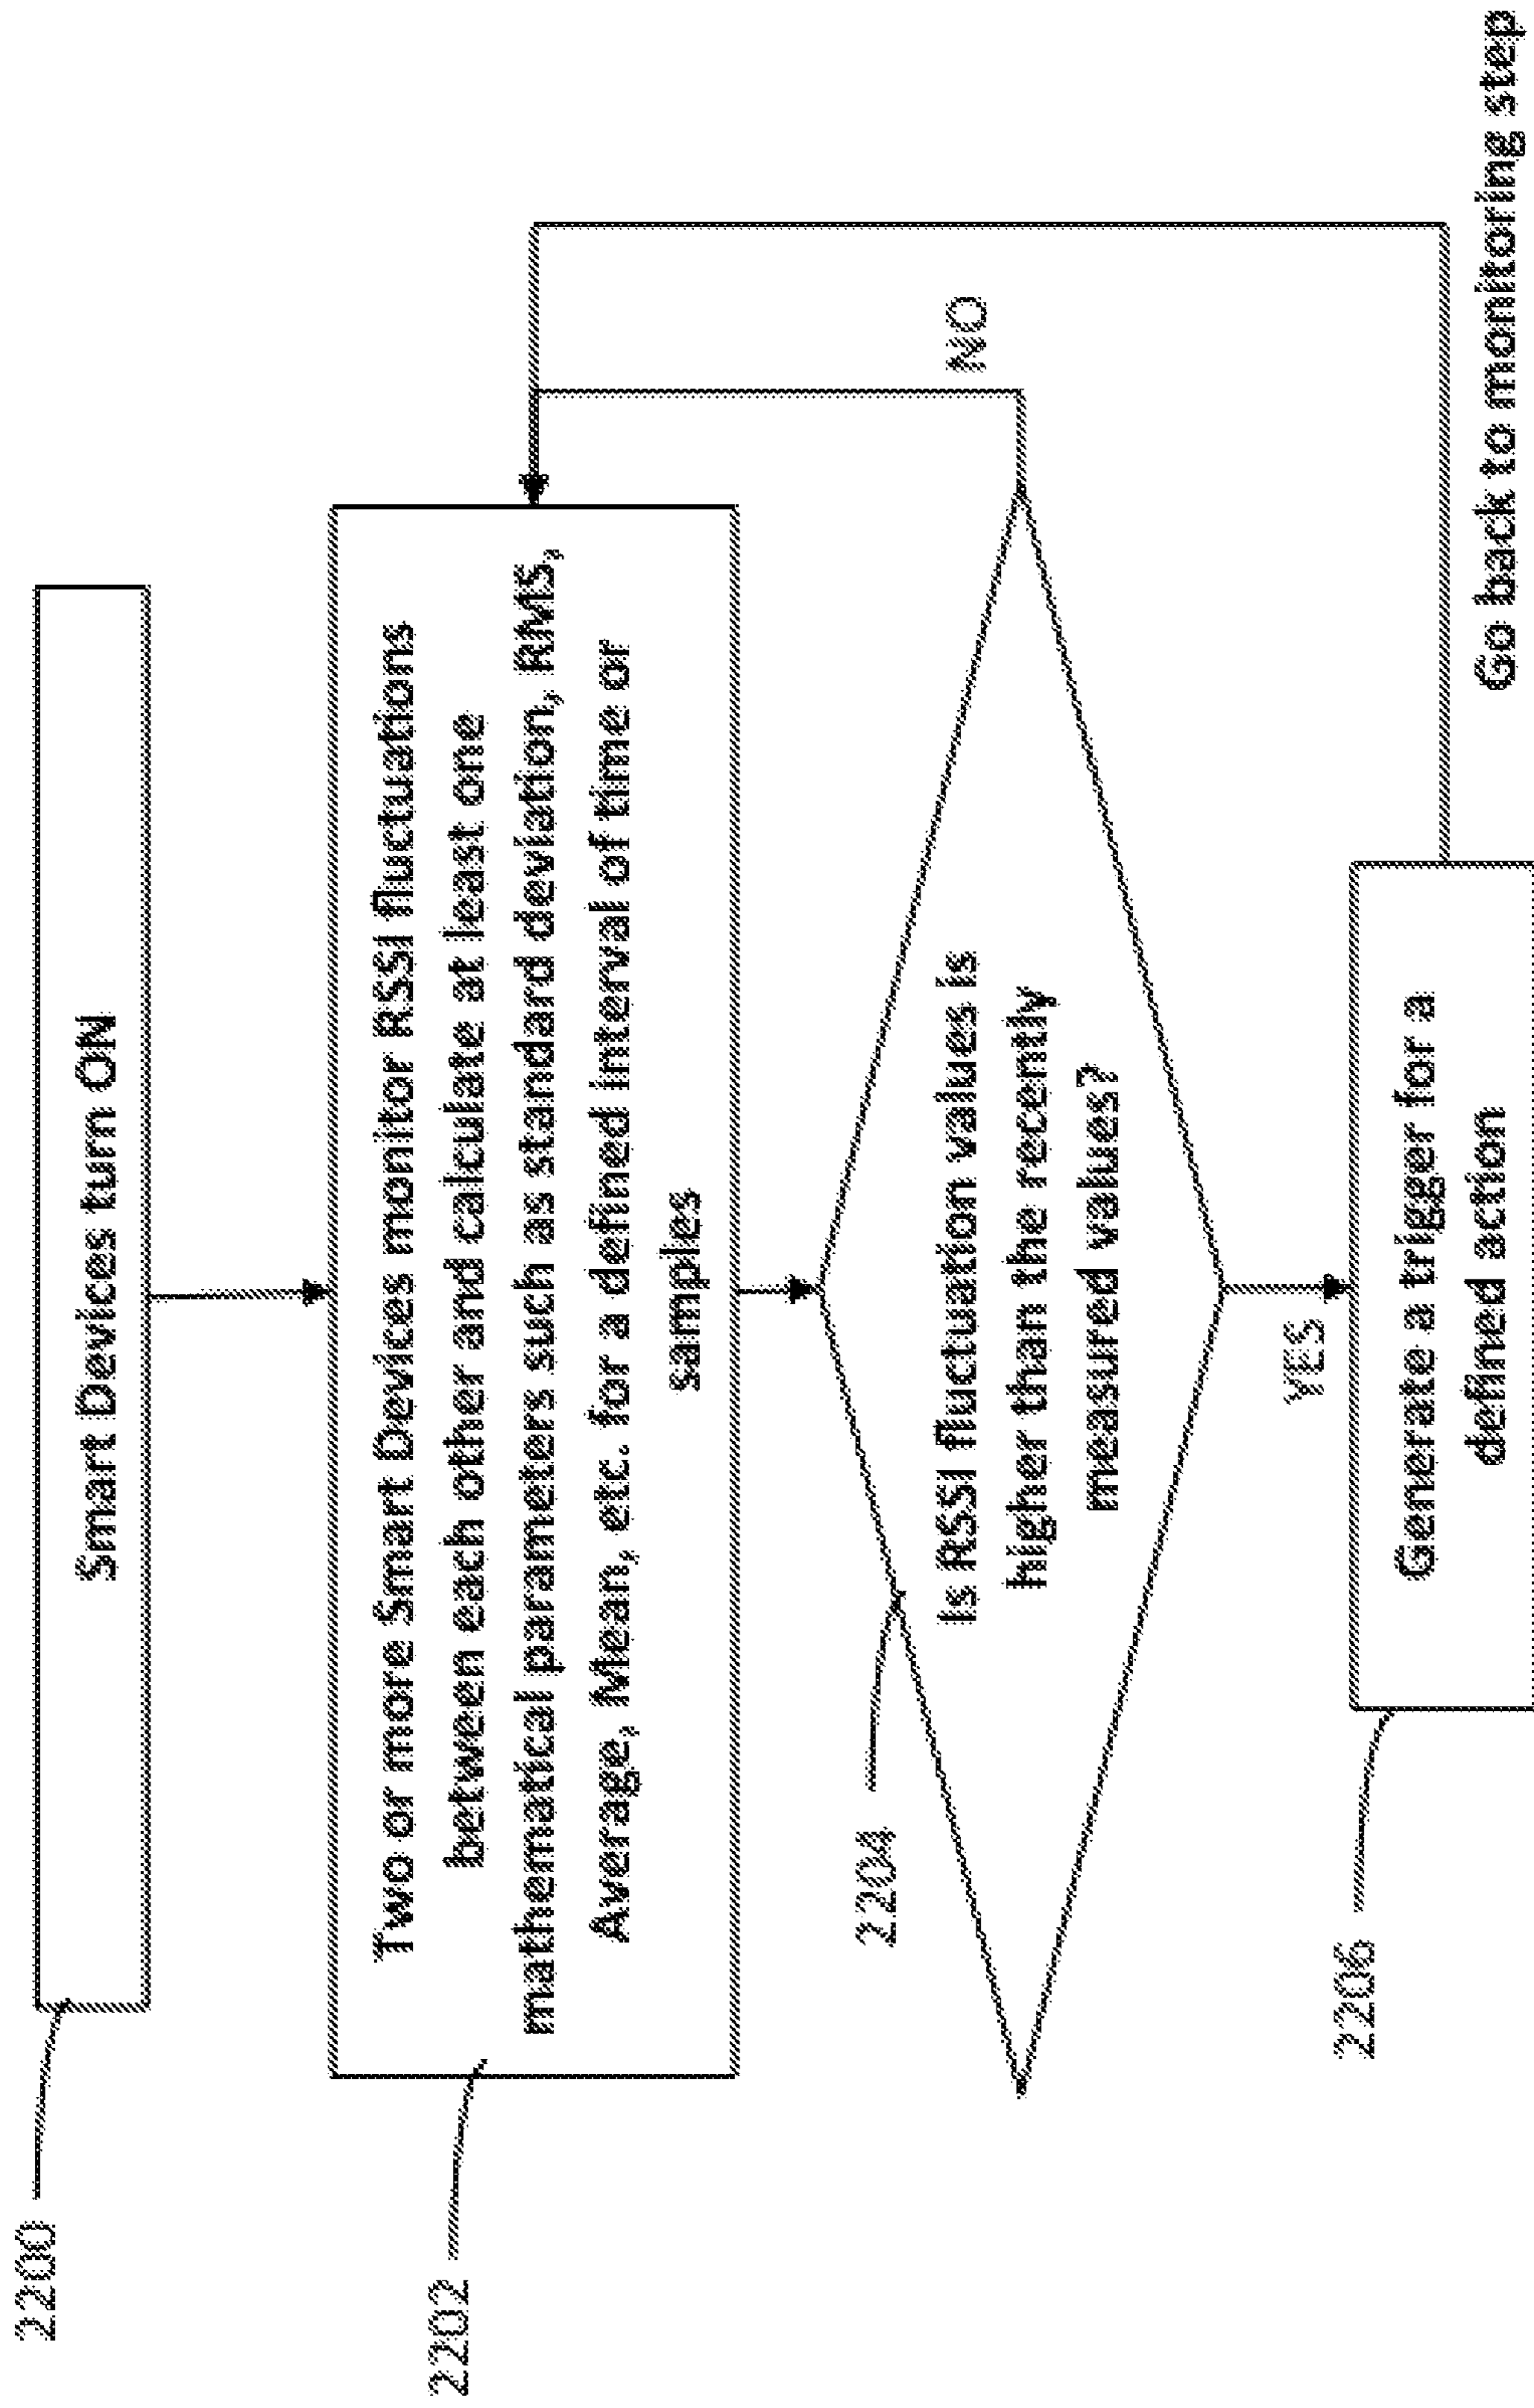 2200
Smart Devices turn ON
2202
Two or more Smart Devices monitor RSSI fluctuations
between each other and calculate at least one
mathematical parameters such as standard deviation, RMS,
Average, Mean, etc. for a defined interval of time or
samples
2204
Is RSSI fluctuation values is
higher than the recently
measured values?
NO
YES
2206
Generate a trigger for a
defined action
Go back to monitoring step